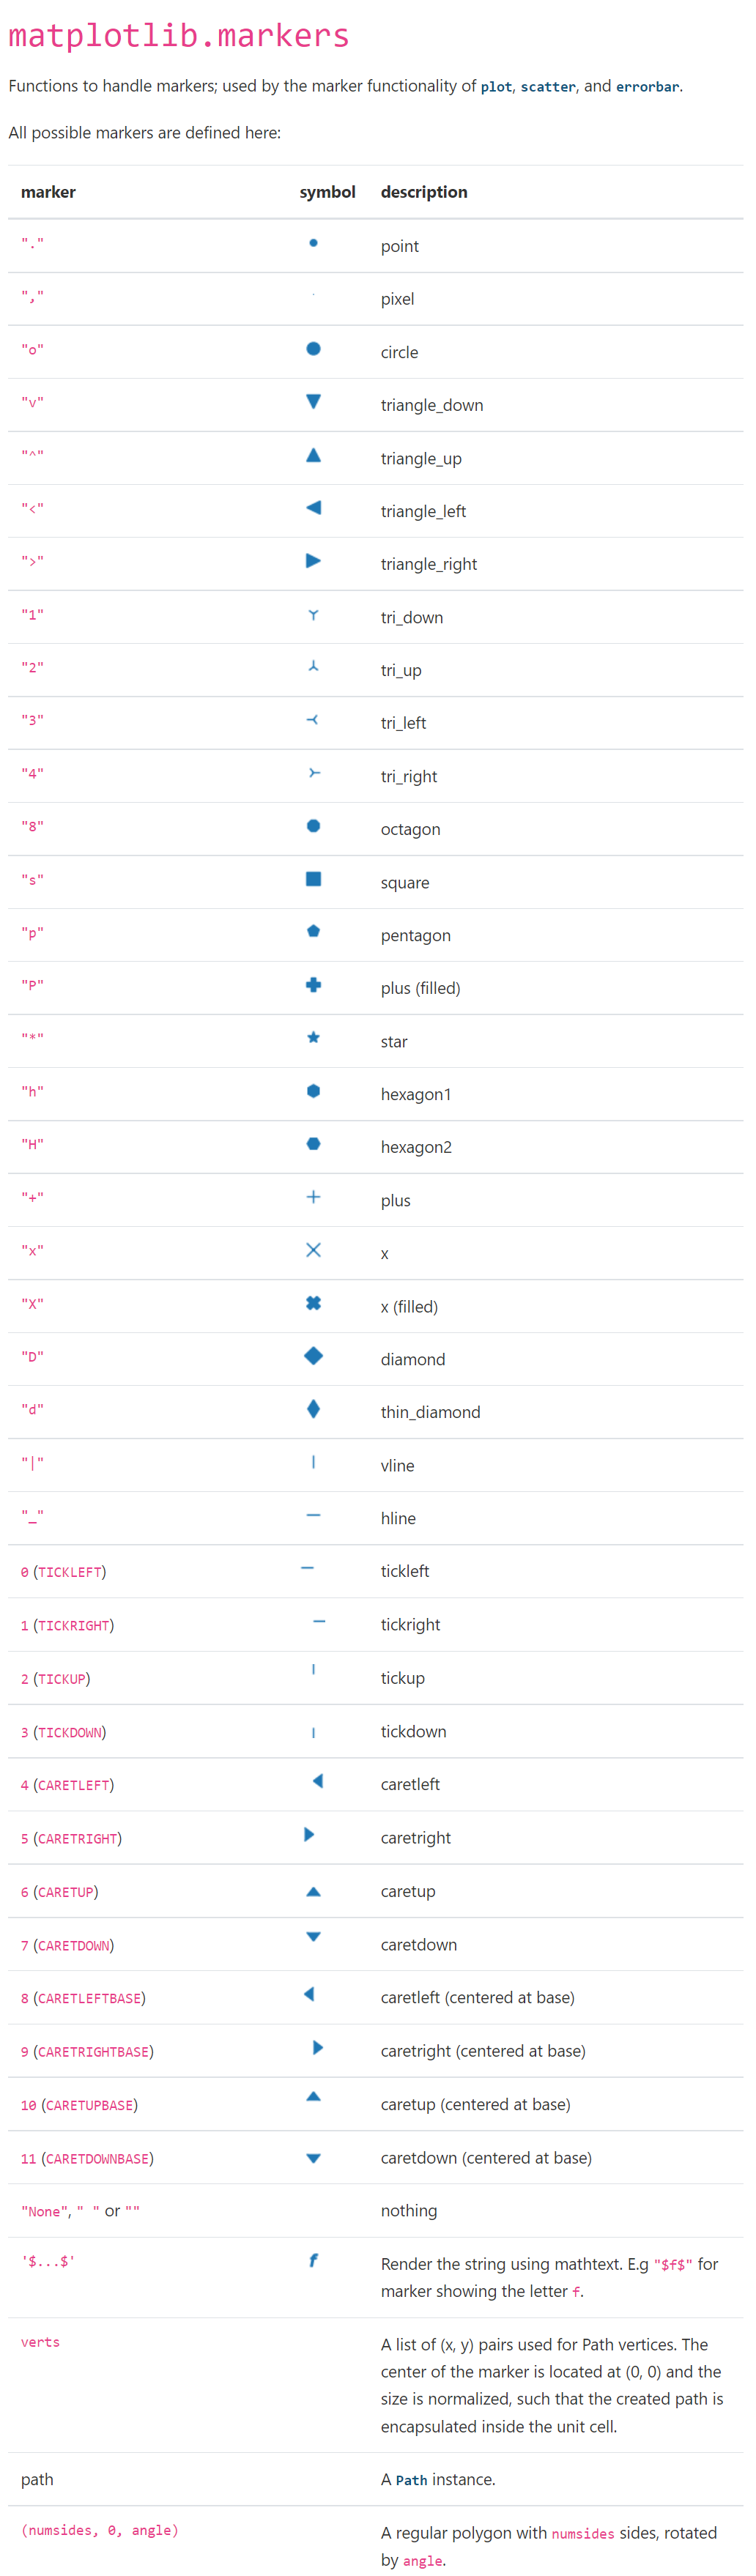 matplotlib.markers
Functions to handle markers; used by the marker functionality of plot, scatter, and errorbar.
All possible markers are defined here:
marker symbol description
"." point
"," pixel
"o" circle
"v" triangle_down
"^" triangle_up
"<" triangle_left
">" triangle_right
"1" tri_down
"2" tri_up
"3" tri_left
"4" tri_right
"8" octagon
"s" square
"p" pentagon
"P" plus (filled)
"*" star
"h" hexagon1
"H" hexagon2
"+" plus
"x" x
"X" x (filled)
"D" diamond
"d" thin_diamond
"|" vline
"_" hline
0 (TICKLEFT) tickleft
1 (TICKRIGHT) tickright
2 (TICKUP) tickup
3 (TICKDOWN) tickdown
4 (CARETLEFT) caretleft
5 (CARETRIGHT) caretright
6 (CARETUP) caretup
7 (CARETDOWN) caretdown
8 (CARETLEFTBASE) caretleft (centered at base)
9 (CARETRIGHTBASE) caretright (centered at base)
10 (CARETUPBASE) caretup (centered at base)
11 (CARETDOWNBASE) caretdown (centered at base)
"None", " " or "" nothing
'$...$' f Render the string using mathtext. E.g "$f$" for
marker showing the letter f.
verts A list of (x, y) pairs used for Path vertices. The
center of the marker is located at (0, 0) and the
size is normalized, such that the created path is
encapsulated inside the unit cell.
path A Path instance.
(numsides, 0, angle) A regular polygon with numsides sides, rotated
by angle.